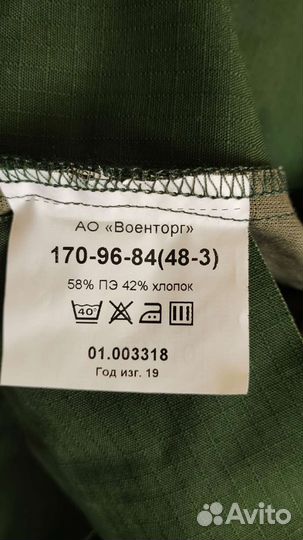 АО «Военторг»
170-96-84(48-3)
58% ПЭ 42% хлопок
40°
01.003318
Год изг. 19
Avito